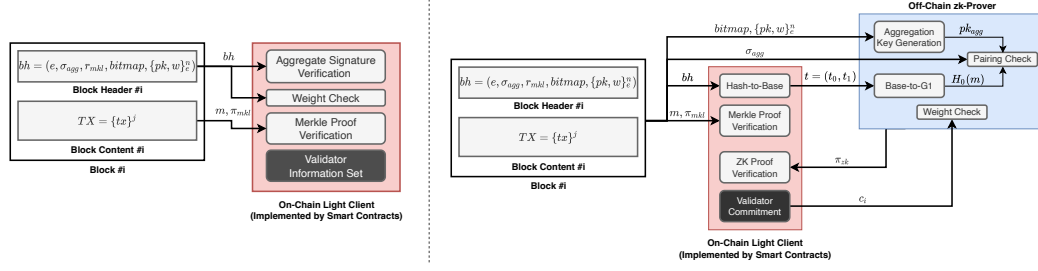 bh = (e, σ_agg, r_mkl, bitmap, {pk, w}_e^n)
Block Header #i
TX = {tx}^j
Block Content #i
Block #i
bh
m, π_mkl
Aggregate Signature
Verification
Weight Check
Merkle Proof
Verification
Validator
Information Set
On-Chain Light Client
(Implemented by Smart Contracts)
bh = (e, σ_agg, r_mkl, bitmap, {pk, w}_e^n)
Block Header #i
TX = {tx}^j
Block Content #i
Block #i
bitmap, {pk, w}_e^n
σ_agg
bh
m, π_mkl
Hash-to-Base
Merkle Proof
Verification
ZK Proof
Verification
Validator
Commitment
On-Chain Light Client
(Implemented by Smart Contracts)
t = (t_0, t_1)
π_zk
c_i
Off-Chain zk-Prover
Aggregation
Key Generation
pk_agg
Pairing Check
Base-to-G1
H_0(m)
Weight Check